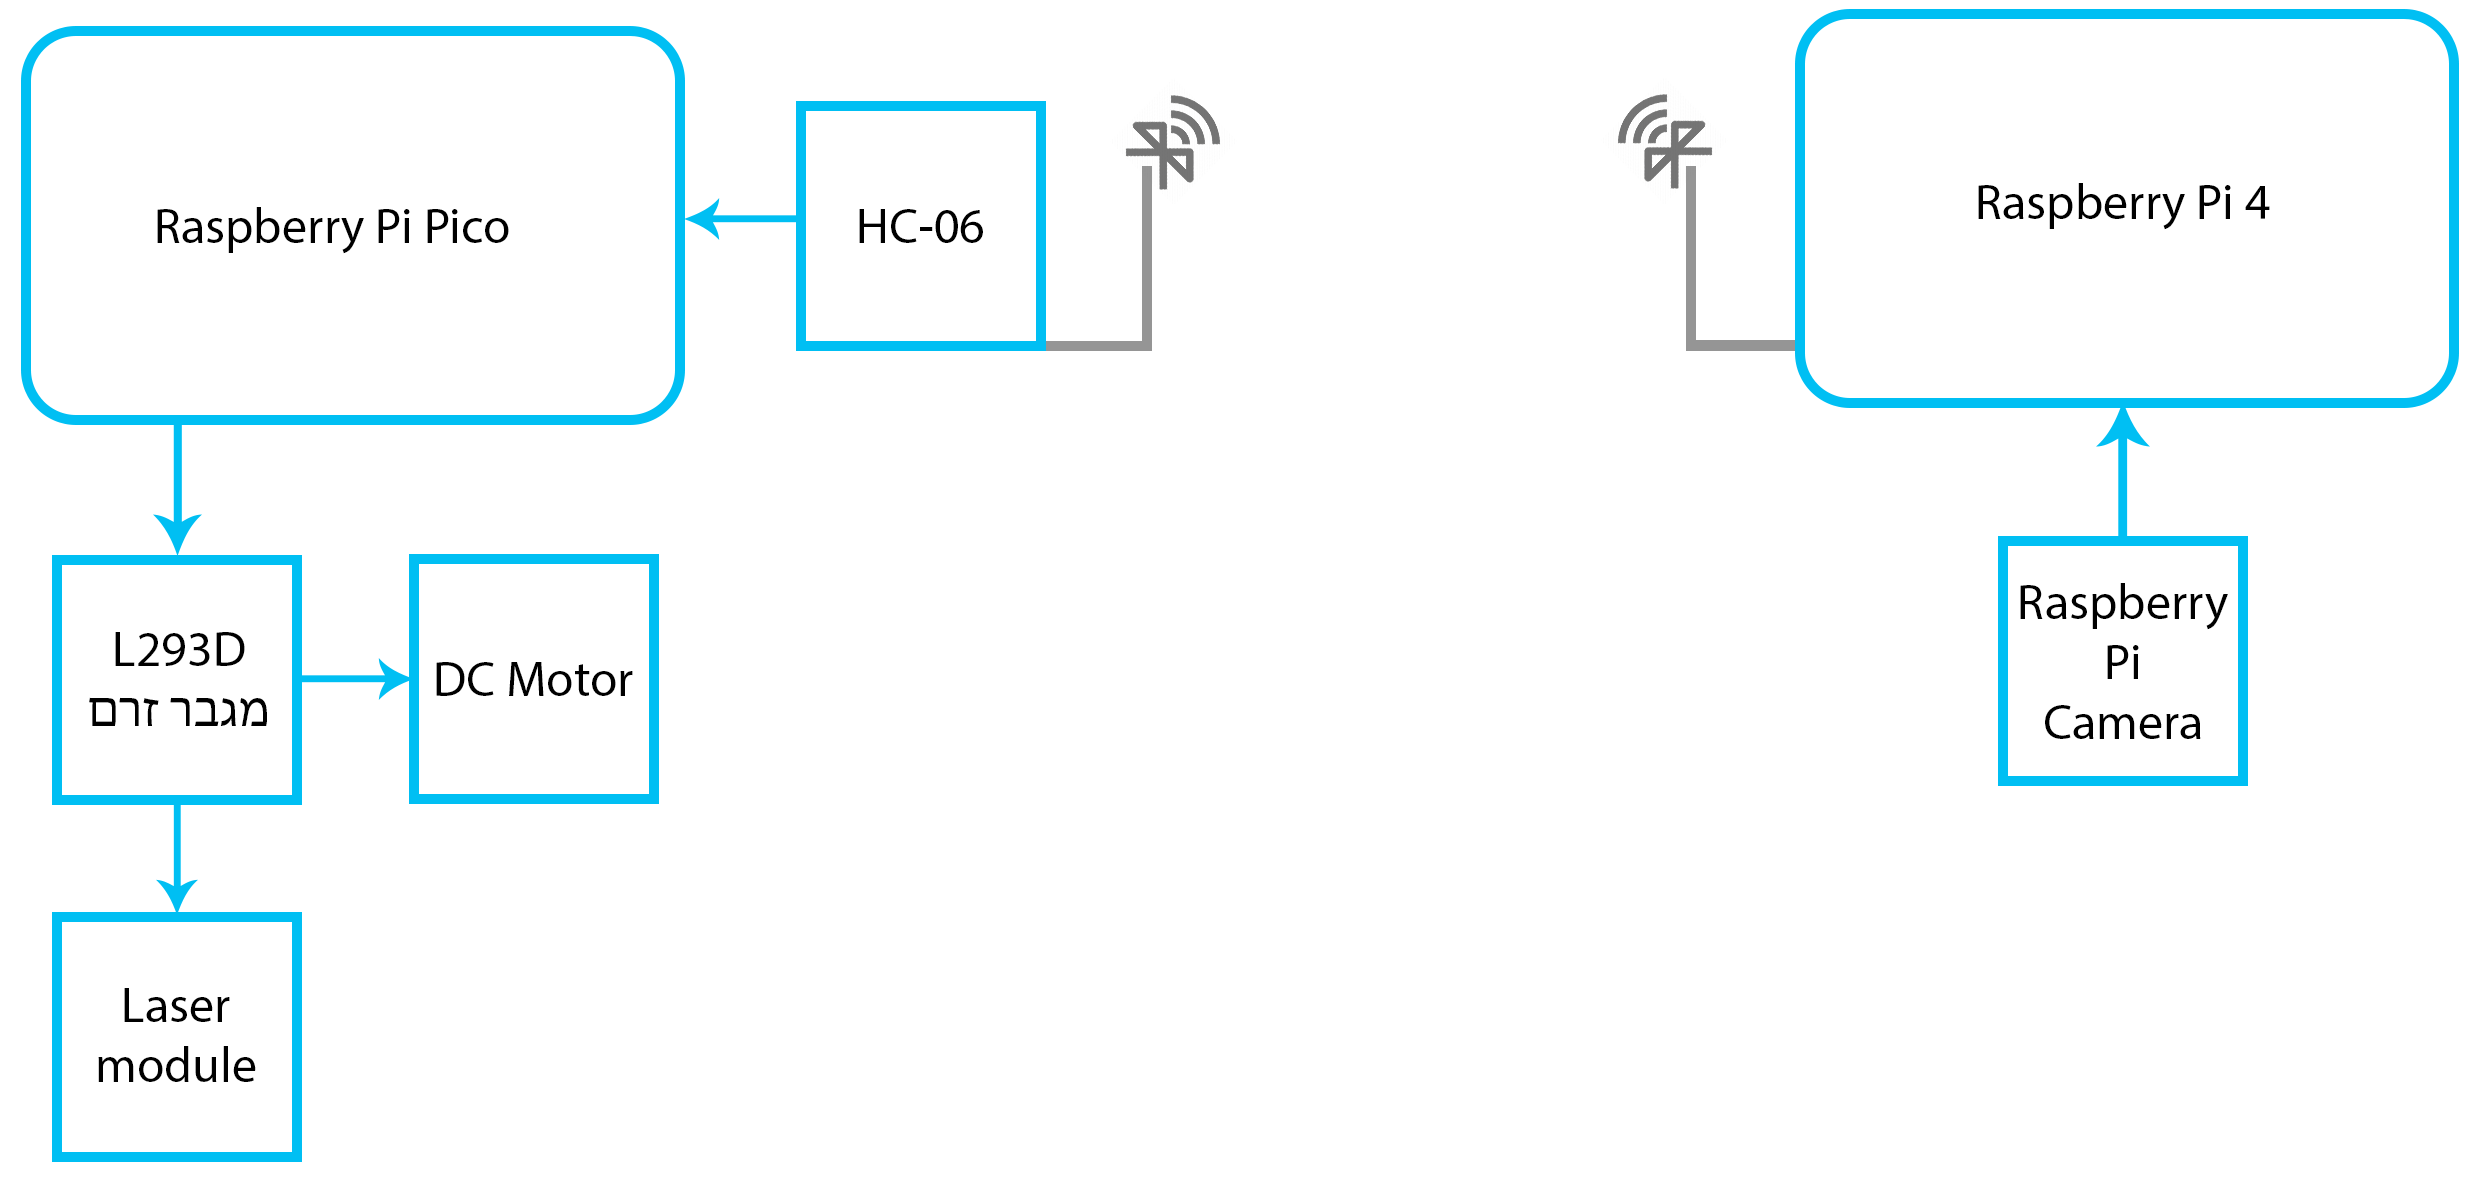 Raspberry Pi Pico
HC-06
Raspberry Pi 4
L293D
מגבר זרם
DC Motor
Raspberry
Pi
Camera
Laser
module